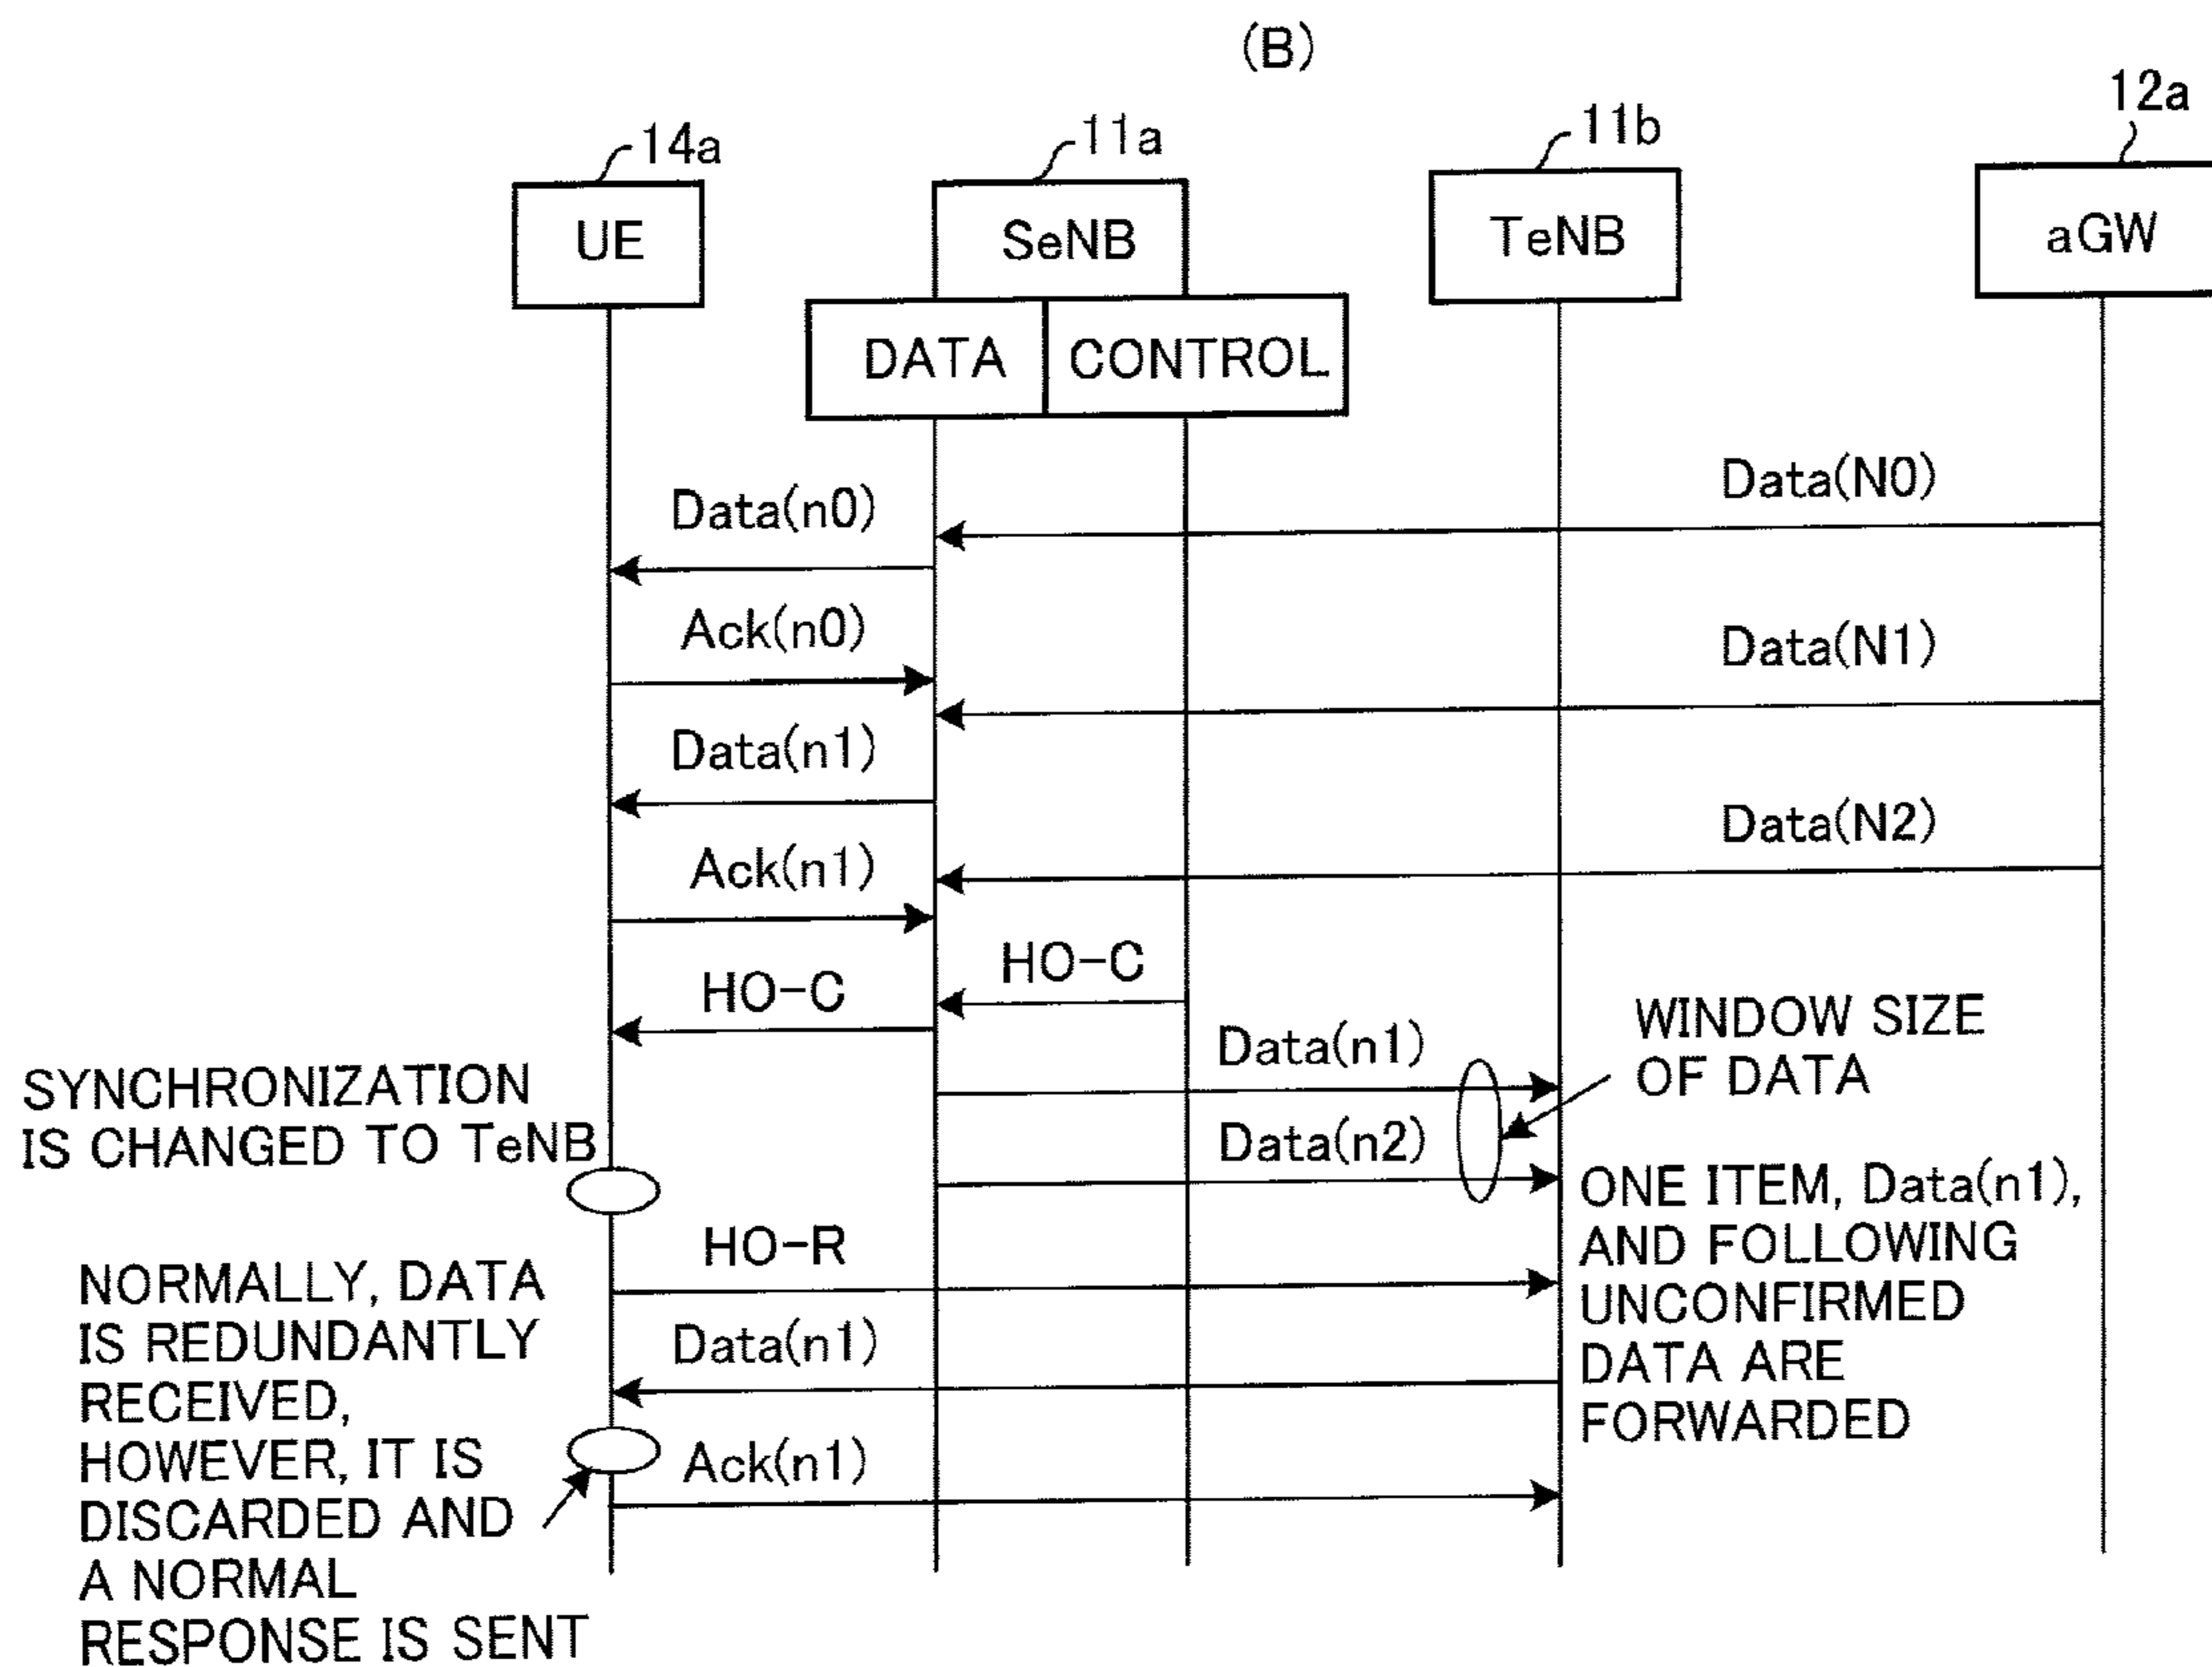 (B)
14a
11a
11b
12a
UE
SeNB
TeNB
aGW
DATA
CONTROL
Data(N0)
Data(n0)
Ack(n0)
Data(N1)
Data(n1)
Data(N2)
Ack(n1)
HO-C
HO-C
WINDOW SIZE
OF DATA
Data(n1)
SYNCHRONIZATION
IS CHANGED TO TeNB
Data(n2)
ONE ITEM, Data(n1),
AND FOLLOWING
UNCONFIRMED
DATA ARE
FORWARDED
HO-R
NORMALLY, DATA
IS REDUNDANTLY
RECEIVED,
HOWEVER, IT IS
DISCARDED AND
A NORMAL
RESPONSE IS SENT
Data(n1)
Ack(n1)